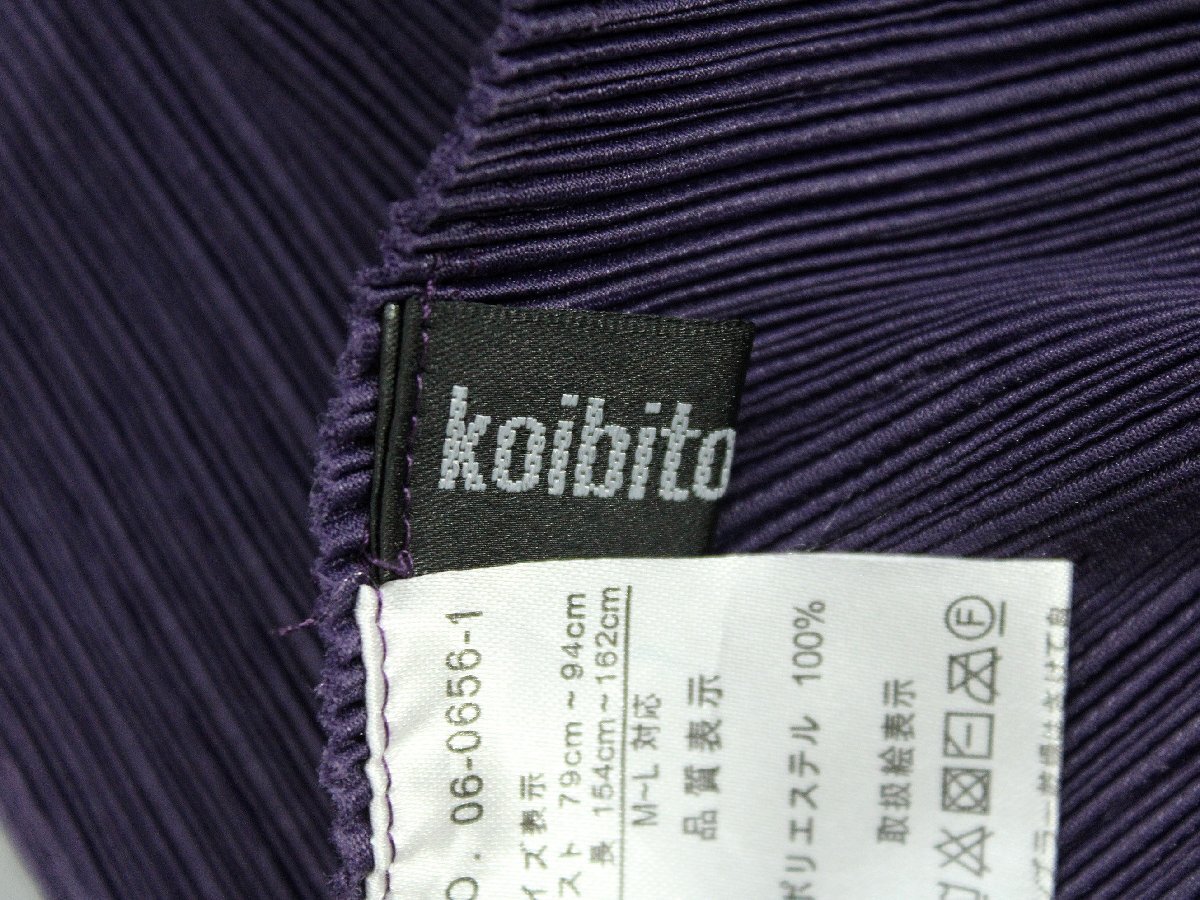 koibito
O. 06-0656-1
イズ表示
スト 79cm~94cm
長 154cm~162cm
M~L 対応
品質表示
ポリエステル 100%
取扱絵表示
F